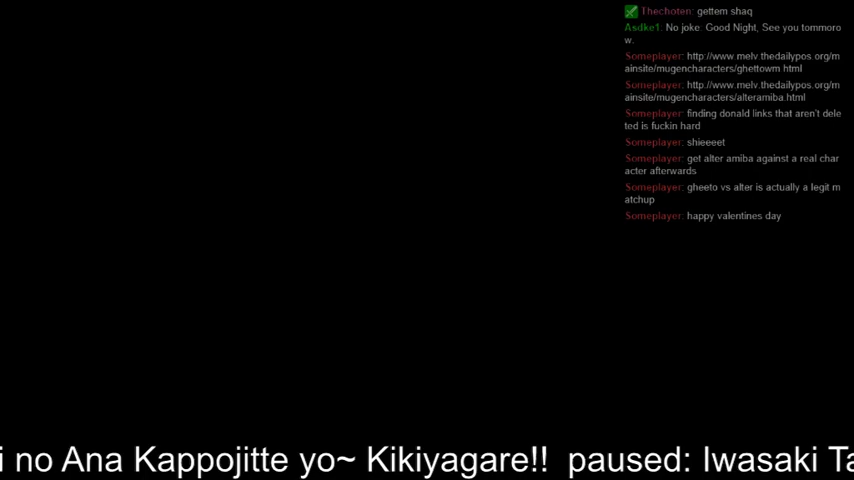 Thechoten: gettem shaq
Asdke1: No joke. Good Night, See you tommoro
w.
Someplayer: http://www.melv.thedailypos.org/m
ainsite/mugencharacters/ghettowm.html
Someplayer: http://www.melv.thedailypos.org/m
ainsite/mugencharacters/alteramiba.html
Someplayer: finding donald links that aren't dele
ted is fuckin hard
Someplayer: shieeeet
Someplayer: get alter amiba against a real char
acter afterwards
Someplayer: gheeto vs alter is actually a legit m
atchup
Someplayer: happy valentines day
i no Ana Kappojitte yo~ Kikiyagare!!  paused: Iwasaki Ta